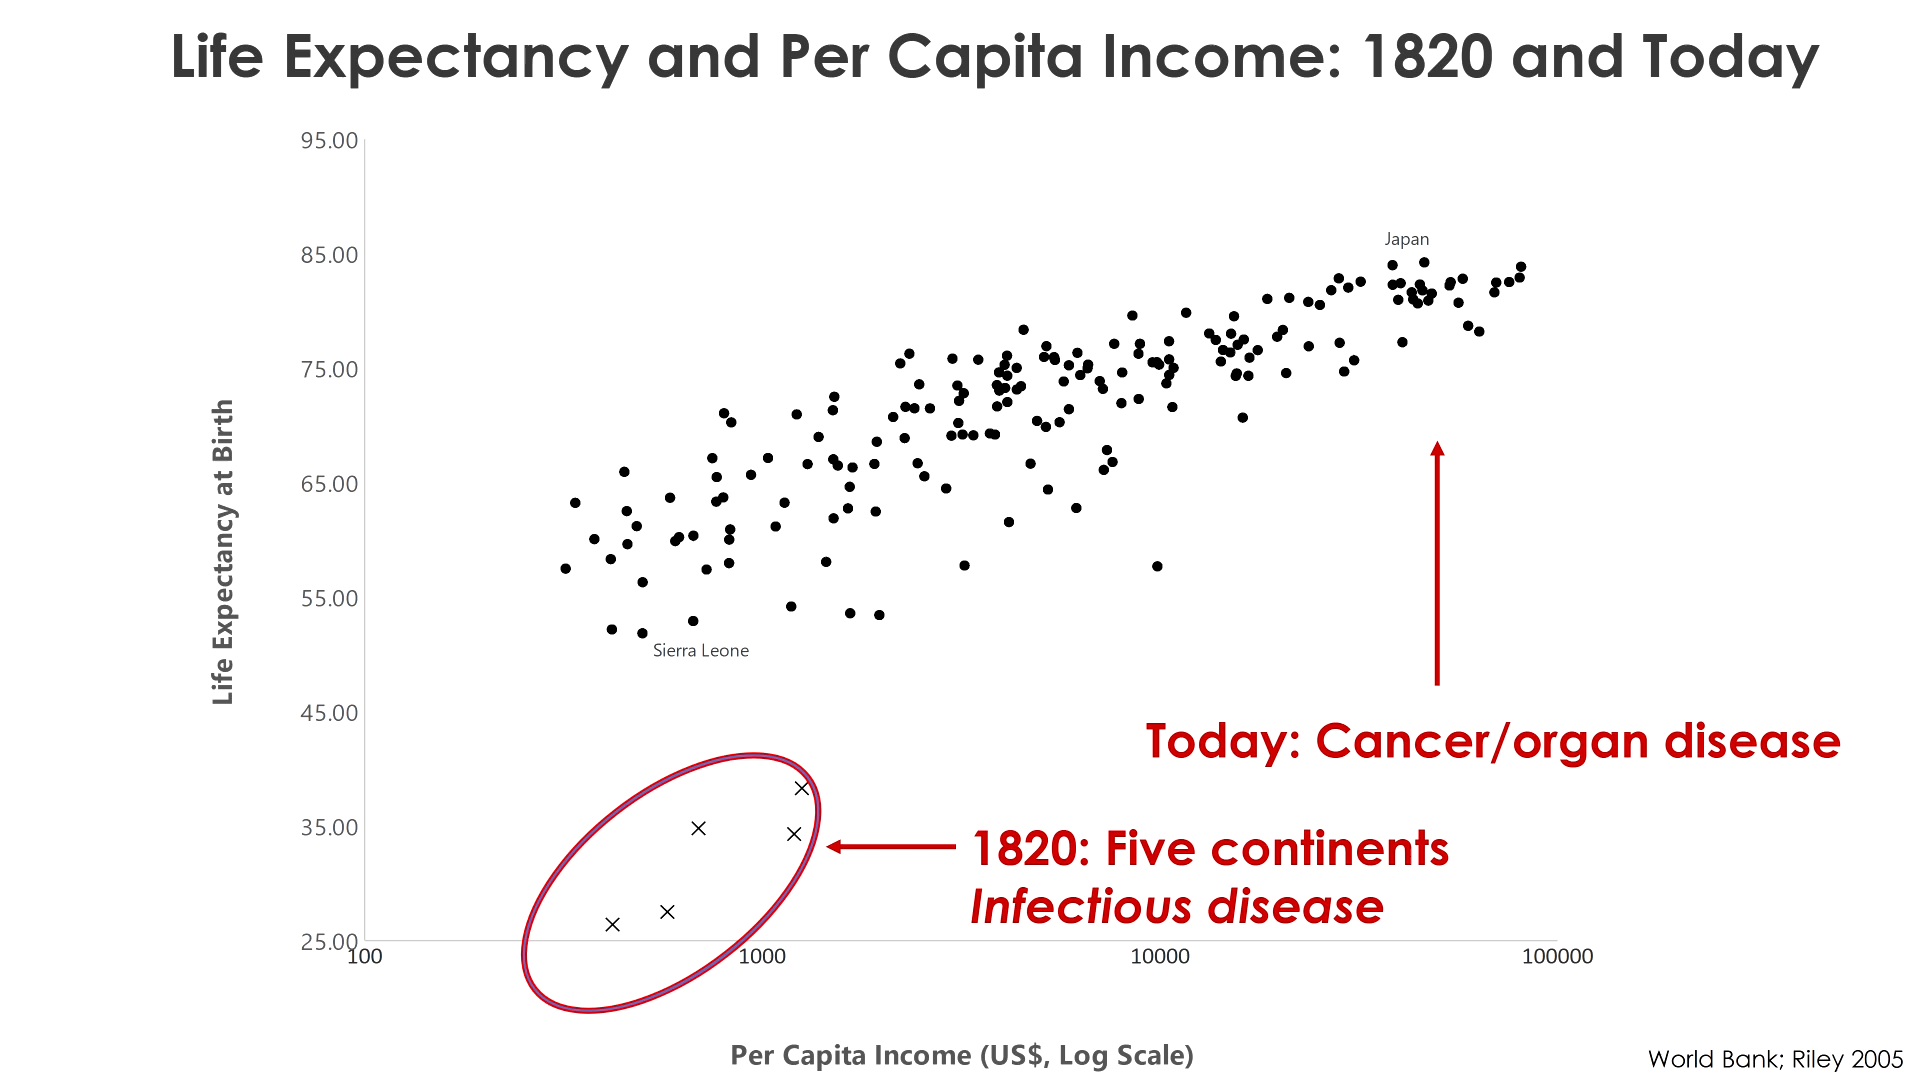 Life Expectancy and Per Capita Income: 1820 and Today
95.00
85.00
75.00
65.00
55.00
45.00
35.00
25.00
Life Expectancy at Birth
Japan
Sierra Leone
Today: Cancer/organ disease
1820: Five continents
Infectious disease
100
1000
10000
100000
Per Capita Income (US$, Log Scale)
World Bank; Riley 2005